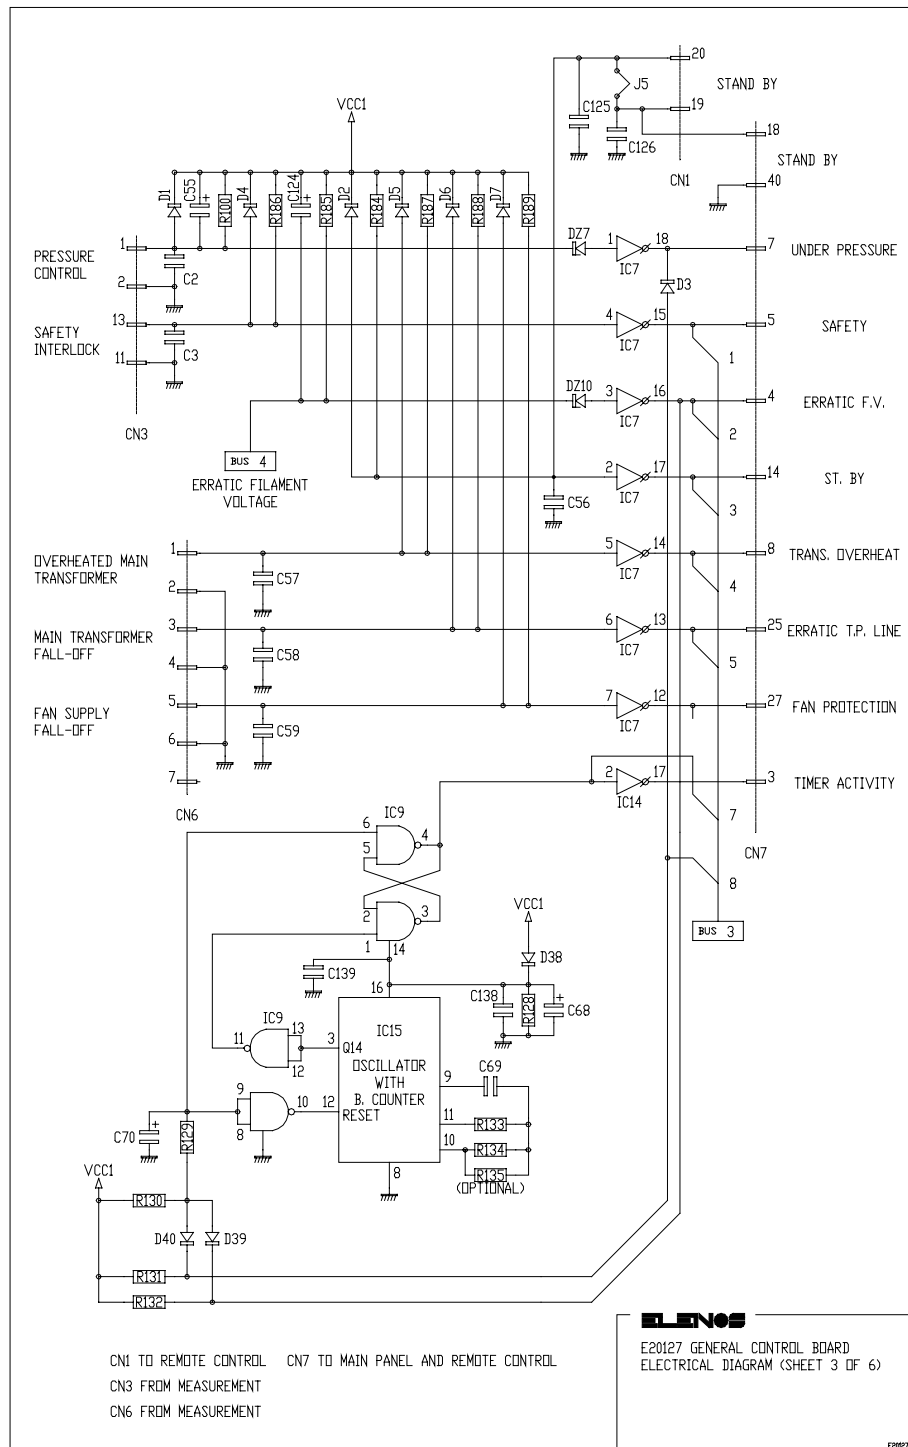 20
J5
STAND BY
C125
19
VCC1
18
C126
STAND BY
CN1
40
D1
C55
R100
D4
R186
C124
R185
D2
R184
D5
R187
D6
R188
D7
R189
1
DZ7
1
18
7
UNDER PRESSURE
PRESSURE
CONTROL
C2
IC7
2
D3
13
4
15
5
SAFETY
SAFETY
INTERLOCK
C3
IC7
11
1
DZ10
3
16
4
ERRATIC F.V.
IC7
CN3
2
BUS 4
2
17
14
ST. BY
ERRATIC FILAMENT
VOLTAGE
C56
IC7
3
1
5
14
8
TRANS. OVERHEAT
OVERHEATED MAIN
TRANSFORMER
C57
IC7
2
4
3
6
13
25
ERRATIC T.P. LINE
MAIN TRANSFORMER
FALL-OFF
C58
IC7
4
5
5
7
12
27
FAN PROTECTION
FAN SUPPLY
FALL-OFF
C59
IC7
6
7
2
17
3
TIMER ACTIVITY
IC14
CN6
IC9
7
6
4
5
CN7
8
2
3
VCC1
1
14
BUS 3
D38
C139
16
C138
R128
C68
IC9
IC15
11
13
3
Q14
12
OSCILLATOR
WITH
B. COUNTER
C69
9
9
10
12
RESET
11
R133
8
C70
R129
10
R134
8
R135
(OPTIONAL)
VCC1
R130
D40
D39
R131
R132
ELENOS
E20127 GENERAL CONTROL BOARD
ELECTRICAL DIAGRAM (SHEET 3 OF 6)
CN1 TO REMOTE CONTROL CN7 TO MAIN PANEL AND REMOTE CONTROL
CN3 FROM MEASUREMENT
CN6 FROM MEASUREMENT
E20127